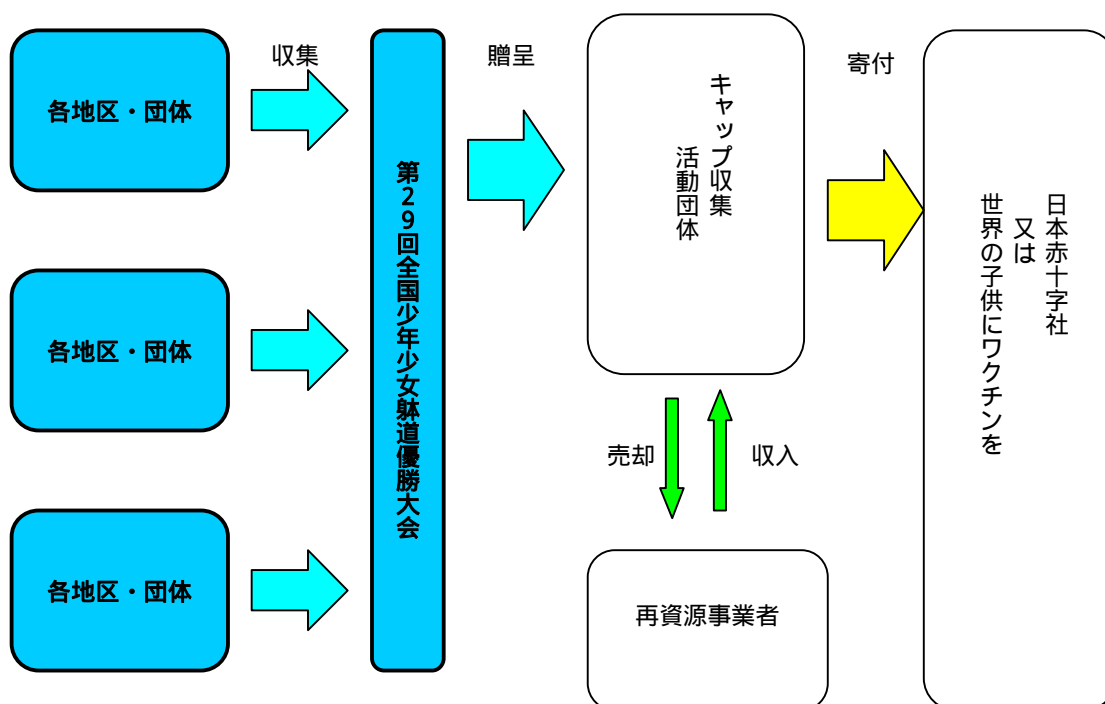 収集
贈呈
寄付
各地区・団体
各地区・団体
各地区・団体
第29回全国少年少女躰道優勝大会
キャップ収集
活動団体
日本赤十字社
又は
世界の子供にワクチンを
売却
収入
再資源事業者